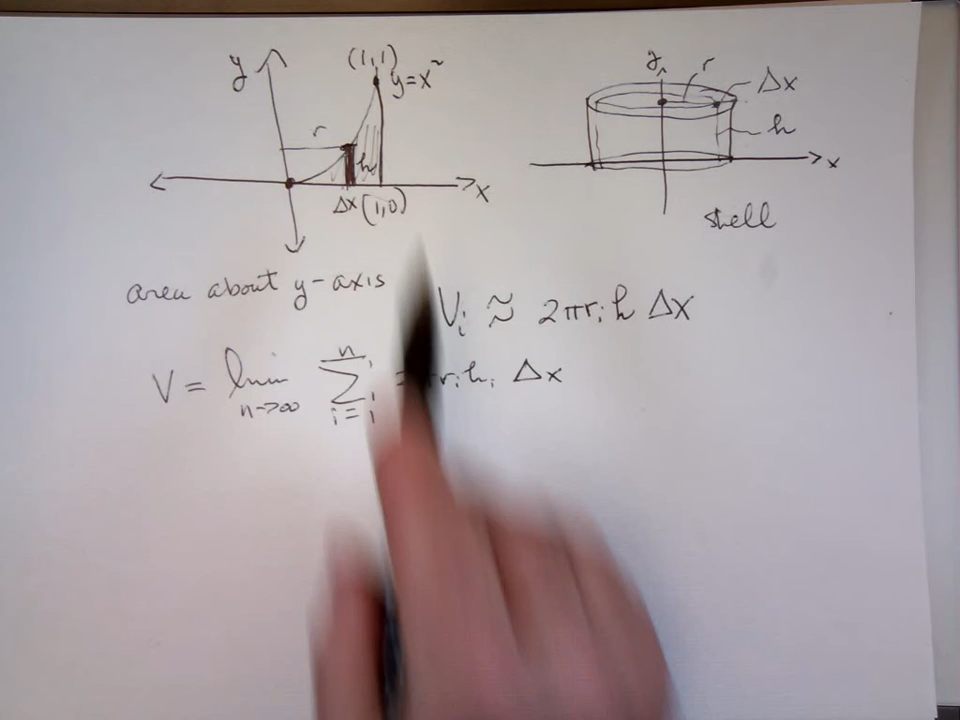 y (1,1) y=x²
r h
Δx (1,0) x
y r Δx
h
x
shell
area about y-axis
Vᵢ ≈ 2πrᵢh Δx
V = lim n->∞ Σ i=1 n rᵢhᵢ Δx